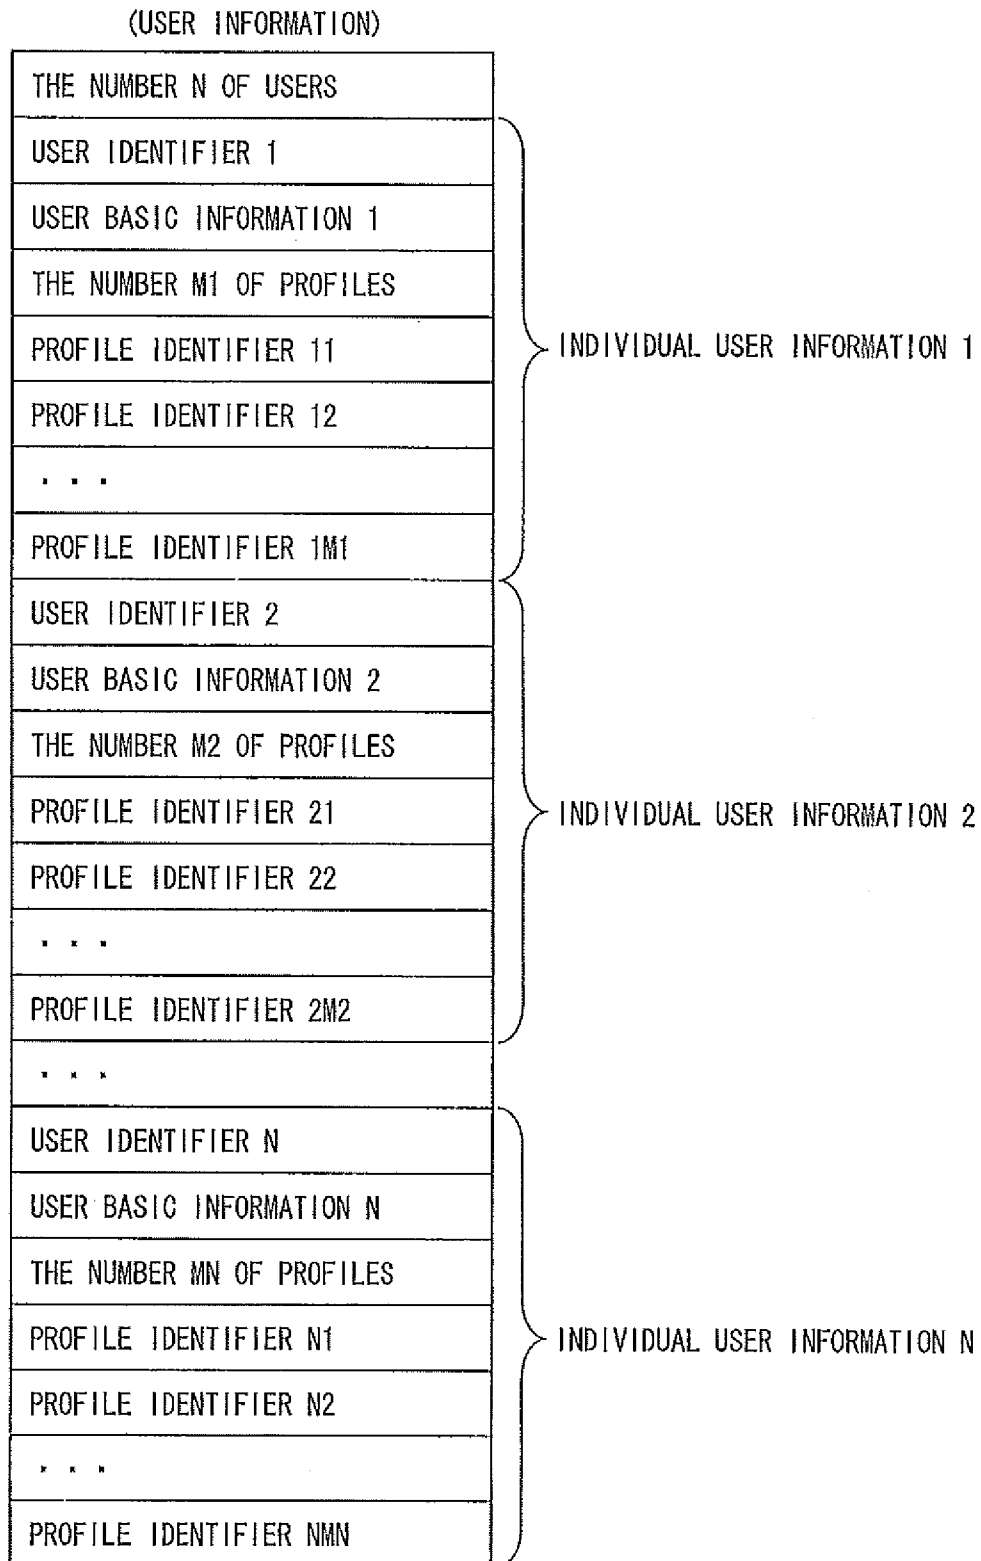 (USER INFORMATION)
THE NUMBER N OF USERS
USER IDENTIFIER 1
USER BASIC INFORMATION 1
THE NUMBER M1 OF PROFILES
PROFILE IDENTIFIER 11
INDIVIDUAL USER INFORMATION 1
PROFILE IDENTIFIER 12
...
PROFILE IDENTIFIER 1M1
USER IDENTIFIER 2
USER BASIC INFORMATION 2
THE NUMBER M2 OF PROFILES
PROFILE IDENTIFIER 21
INDIVIDUAL USER INFORMATION 2
PROFILE IDENTIFIER 22
...
PROFILE IDENTIFIER 2M2
...
USER IDENTIFIER N
USER BASIC INFORMATION N
THE NUMBER MN OF PROFILES
PROFILE IDENTIFIER N1
INDIVIDUAL USER INFORMATION N
PROFILE IDENTIFIER N2
...
PROFILE IDENTIFIER NMN